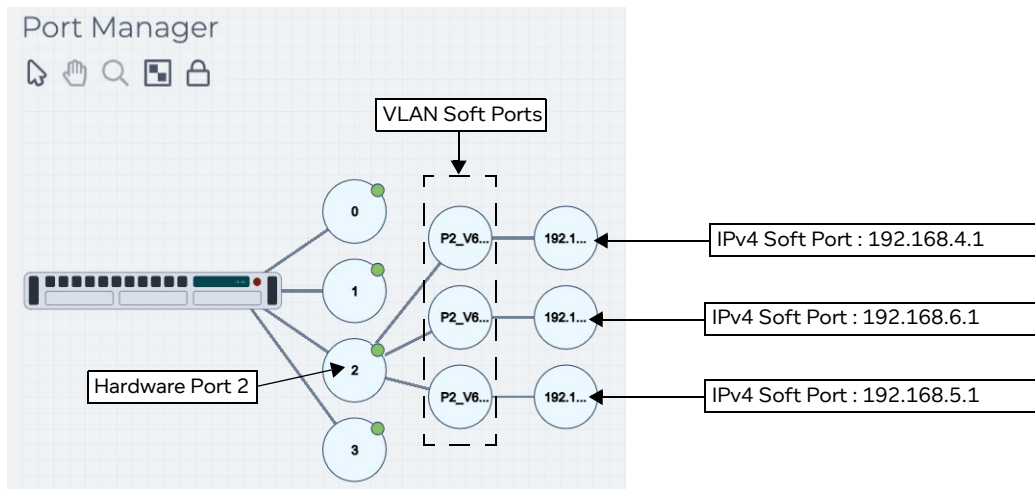 Port Manager
VLAN Soft Ports
0
P2_V6...
192.1...
IPv4 Soft Port : 192.168.4.1
1
P2_V6...
192.1...
IPv4 Soft Port : 192.168.6.1
2
Hardware Port 2
P2_V6...
192.1...
IPv4 Soft Port : 192.168.5.1
3